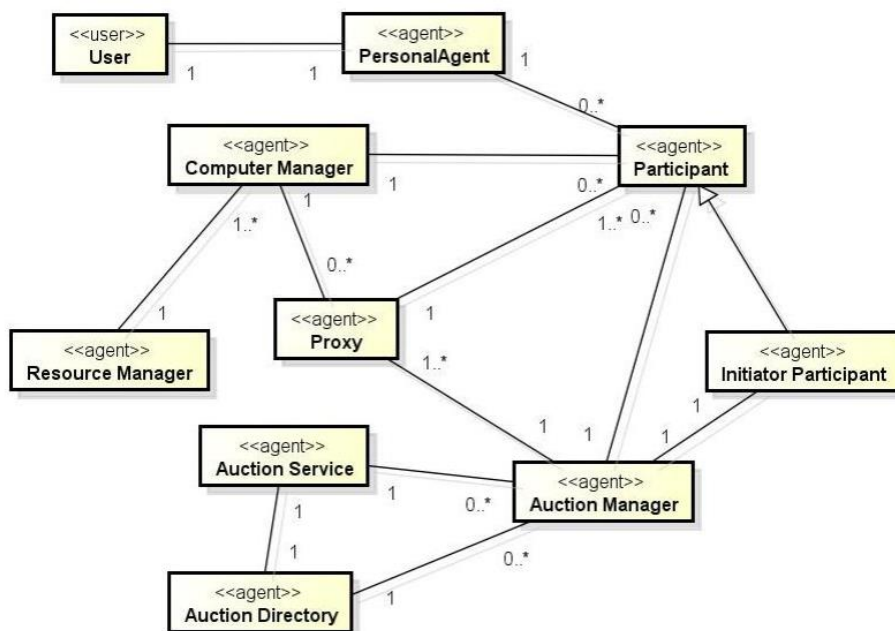 <<user>>
User
1
1
<<agent>>
PersonalAgent
1
0..*
<<agent>>
Computer Manager
1
1
0..*
<<agent>>
Participant
1..*
0..*
1..*
0..*
1
1
1..*
<<agent>>
Resource Manager
<<agent>>
Proxy
<<agent>>
Initiator Participant
1
1
1
1
<<agent>>
Auction Service
1
1
0..*
<<agent>>
Auction Manager
1
1
0..*
<<agent>>
Auction Directory